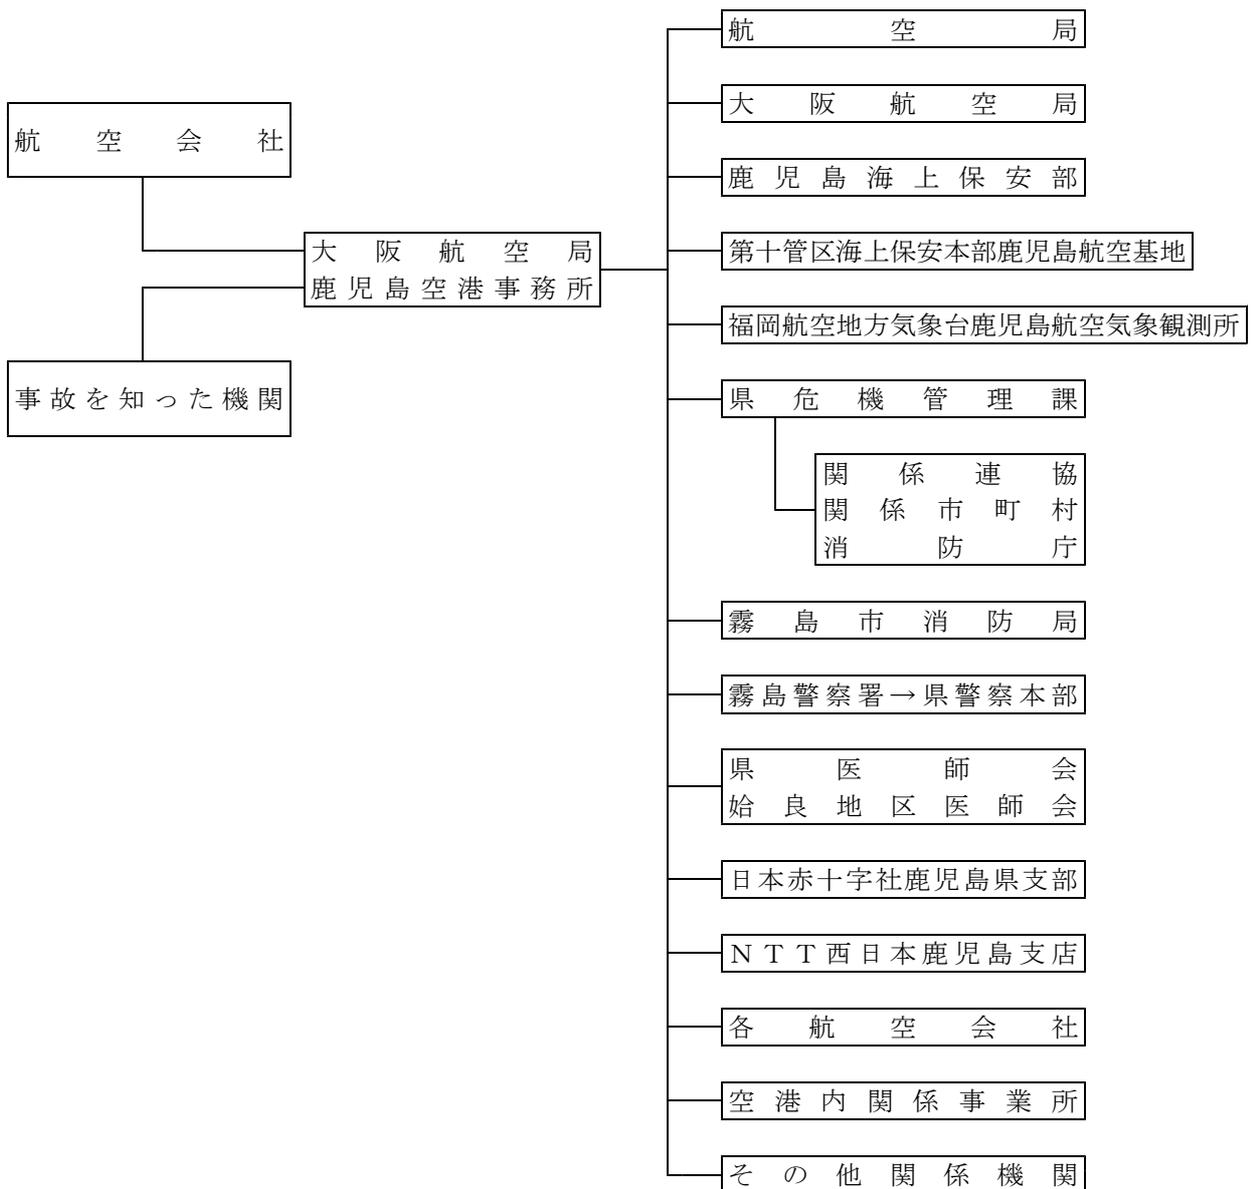 航空会社
大阪航空局
鹿児島空港事務所
事故を知った機関
航空局
大阪航空局
鹿児島海上保安部
第十管区海上保安本部鹿児島航空基地
福岡航空地方気象台鹿児島航空気象観測所
県危機管理課
関係連協
関係市町村
消防庁
霧島市消防局
霧島警察署→県警察本部
県医師会
姶良地区医師会
日本赤十字社鹿児島県支部
ＮＴＴ西日本鹿児島支店
各航空会社
空港内関係事業所
その他関係機関